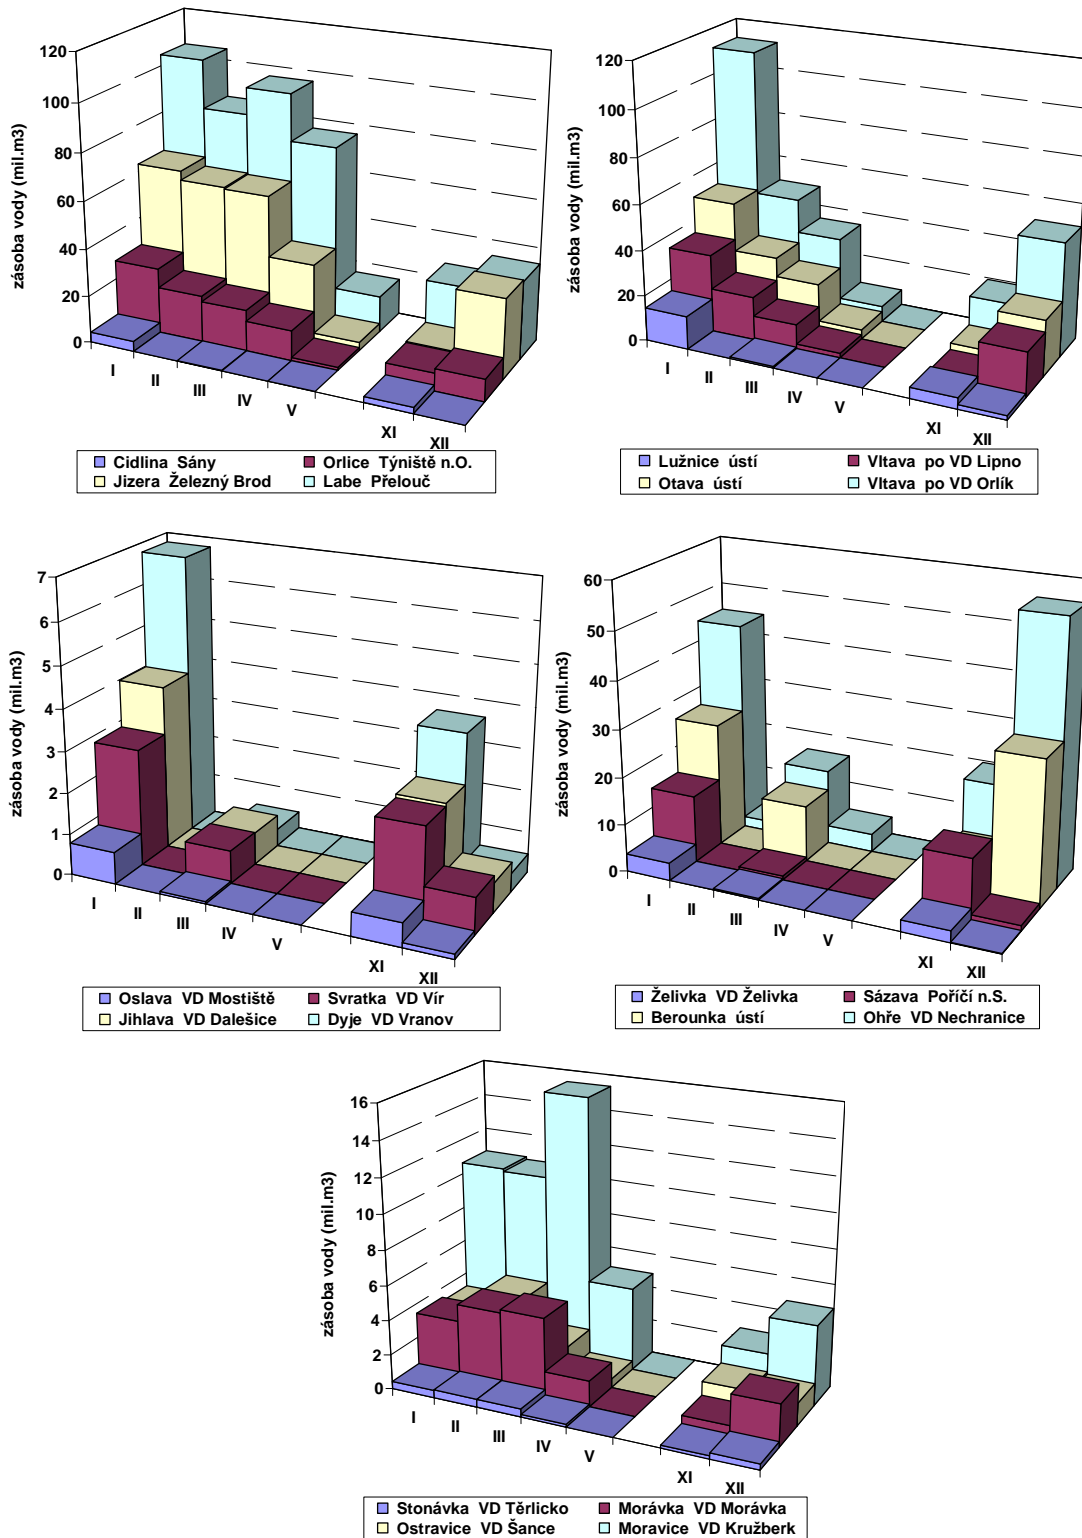 zásoba vody (mil.m3)
120
100
80
60
40
20
0
I
II
III
IV
V
XI
XII
Cidlina Sány
Orlice Týniště n.O.
Jizera Železný Brod
Labe Přelouč
zásoba vody (mil.m3)
120
100
80
60
40
20
0
I
II
III
IV
V
XI
XII
Lužnice ústí
Vltava po VD Lipno
Otava ústí
Vltava po VD Orlík
zásoba vody (mil.m3)
7
6
5
4
3
2
1
0
I
II
III
IV
V
XI
XII
Oslava VD Mostiště
Svratka VD Vír
Jihlava VD Dalešice
Dyje VD Vranov
zásoba vody (mil.m3)
60
50
40
30
20
10
0
I
II
III
IV
V
XI
XII
Želivka VD Želivka
Sázava Poříčí n.S.
Berounka ústí
Ohře VD Nechranice
zásoba vody (mil.m3)
16
14
12
10
8
6
4
2
0
I
II
III
IV
V
XI
XII
Stonávka VD Těrlicko
Morávka VD Morávka
Ostravice VD Šance
Moravice VD Kružberk